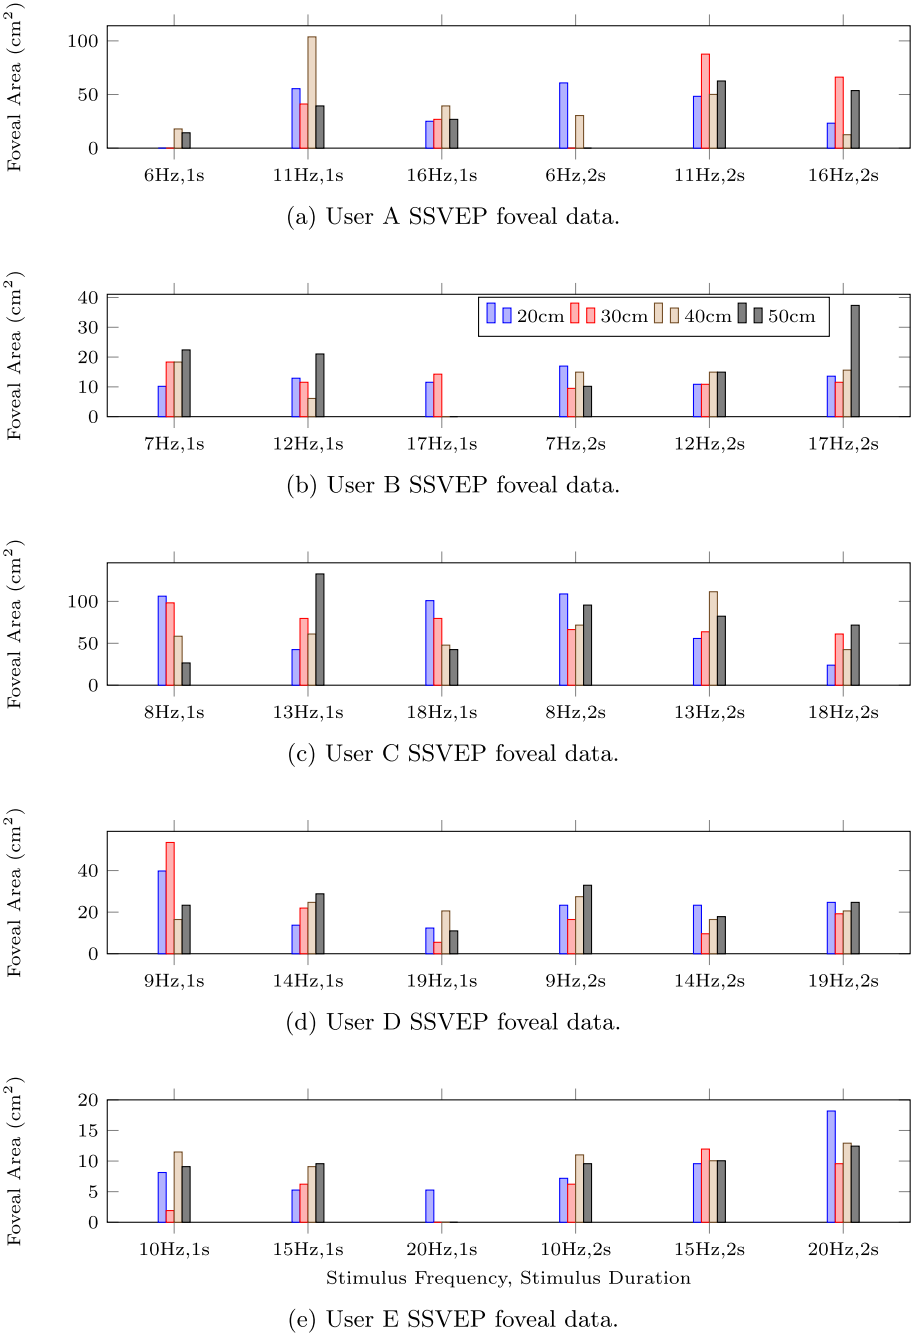 Foveal Area (cm²)
100
50
0
6Hz,1s 11Hz,1s 16Hz,1s 6Hz,2s 11Hz,2s 16Hz,2s
(a) User A SSVEP foveal data.
Foveal Area (cm²)
40
30
20
10
0
20cm 30cm 40cm 50cm
7Hz,1s 12Hz,1s 17Hz,1s 7Hz,2s 12Hz,2s 17Hz,2s
(b) User B SSVEP foveal data.
Foveal Area (cm²)
100
50
0
8Hz,1s 13Hz,1s 18Hz,1s 8Hz,2s 13Hz,2s 18Hz,2s
(c) User C SSVEP foveal data.
Foveal Area (cm²)
40
20
0
9Hz,1s 14Hz,1s 19Hz,1s 9Hz,2s 14Hz,2s 19Hz,2s
(d) User D SSVEP foveal data.
Foveal Area (cm²)
20
15
10
5
0
10Hz,1s 15Hz,1s 20Hz,1s 10Hz,2s 15Hz,2s 20Hz,2s
Stimulus Frequency, Stimulus Duration
(e) User E SSVEP foveal data.